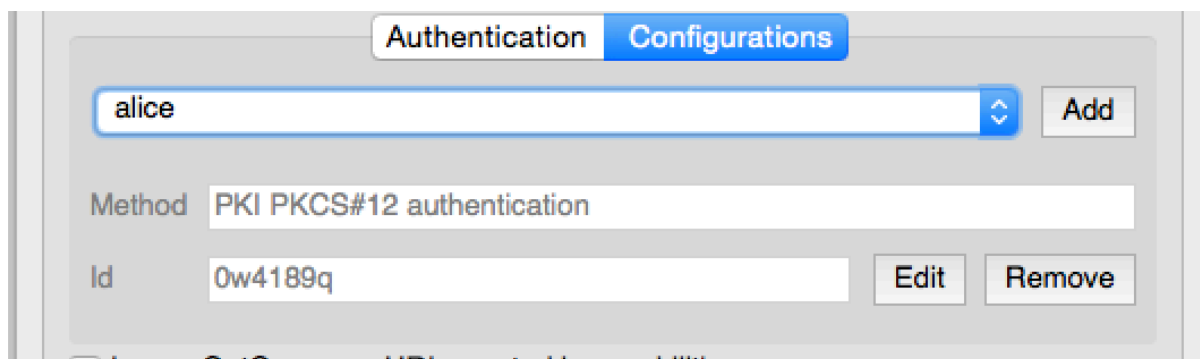 Authentication Configurations
alice Add
Method PKI PKCS#12 authentication
Id 0w4189q Edit Remove